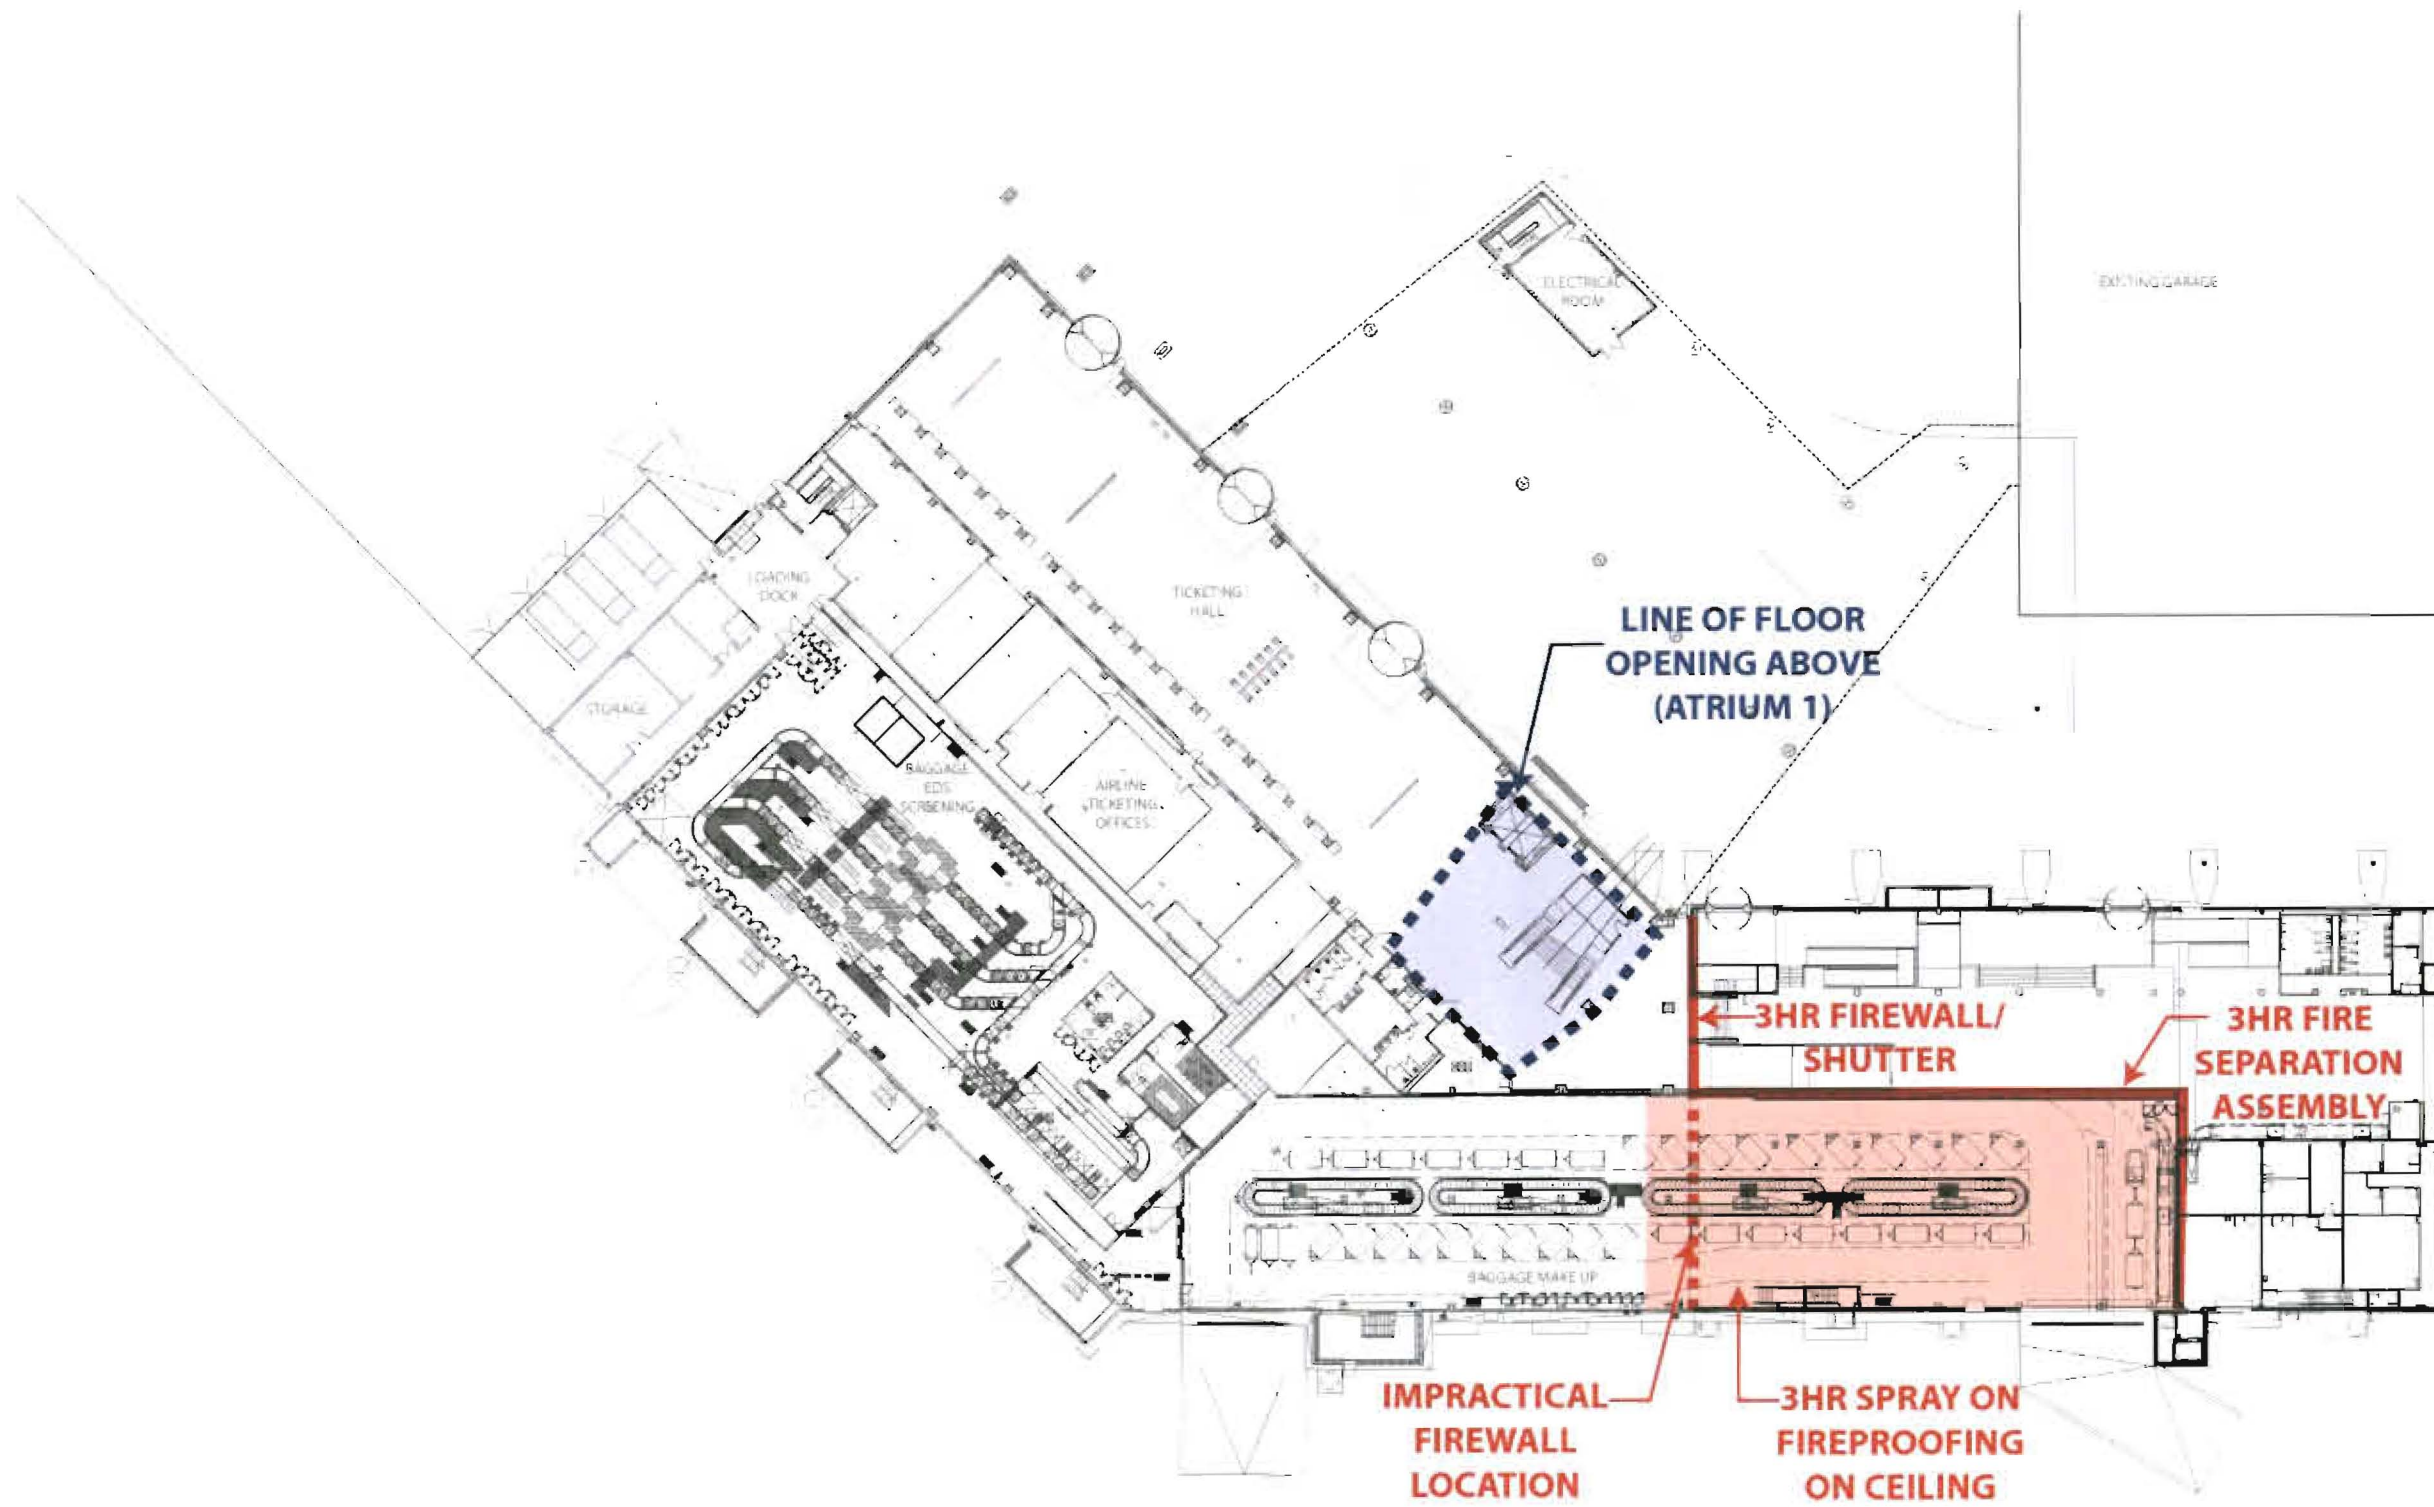 EXISTING GARAGE
ELECTRICAL
ROOM
LOADING
DOCK
TICKETING
HALL
LINE OF FLOOR
OPENING ABOVE
(ATRIUM 1)
STORAGE
BAGGAGE
EDS
SCREENING
AIRLINE
TICKETING
OFFICES
3HR FIREWALL/
SHUTTER
3HR FIRE
SEPARATION
ASSEMBLY
BAGGAGE MAKE UP
IMPRACTICAL
FIREWALL
LOCATION
3HR SPRAY ON
FIREPROOFING
ON CEILING